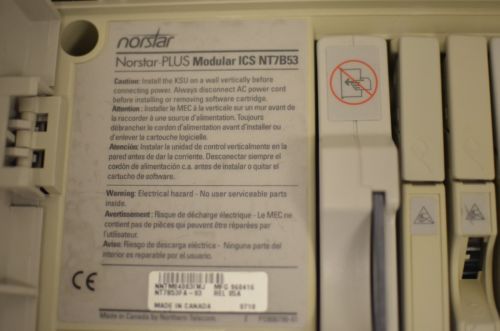 norstar
Norstar-PLUS Modular ICS NT7B53
Caution: Install the KSU on a wall vertically before
connecting power. Always disconnect AC power cord
before installing or removing software cartridge.
Attention: Installer le MEC à la verticale sur un mur avant de
la raccorder à une source d'alimentation. Toujours
débrancher le cordon d'alimentation avant d'installer ou
d'enlever la cartouche logicielle.
Atención: Instalar la unidad de control verticalmente en la
pared antes de dar la corriente. Desconectar siempre el
cordón de alimentación c.a. antes de instalar o quitar el
cartucho de software.
Warning: Electrical hazard - No user serviceable parts
inside.
Avertissement: Risque de décharge électrique - Le MEC ne
contient pas de pièces qui peuvent être réparées par
l'utilisateur.
Aviso: Riesgo de descarga eléctrica - Ninguna parte del
interior es reparable por el usuario.
CE
MFG 960416
NT7B53FA-93 REL 05A
MADE IN CANADA 9710
Made in Canada by Northern Telecom.